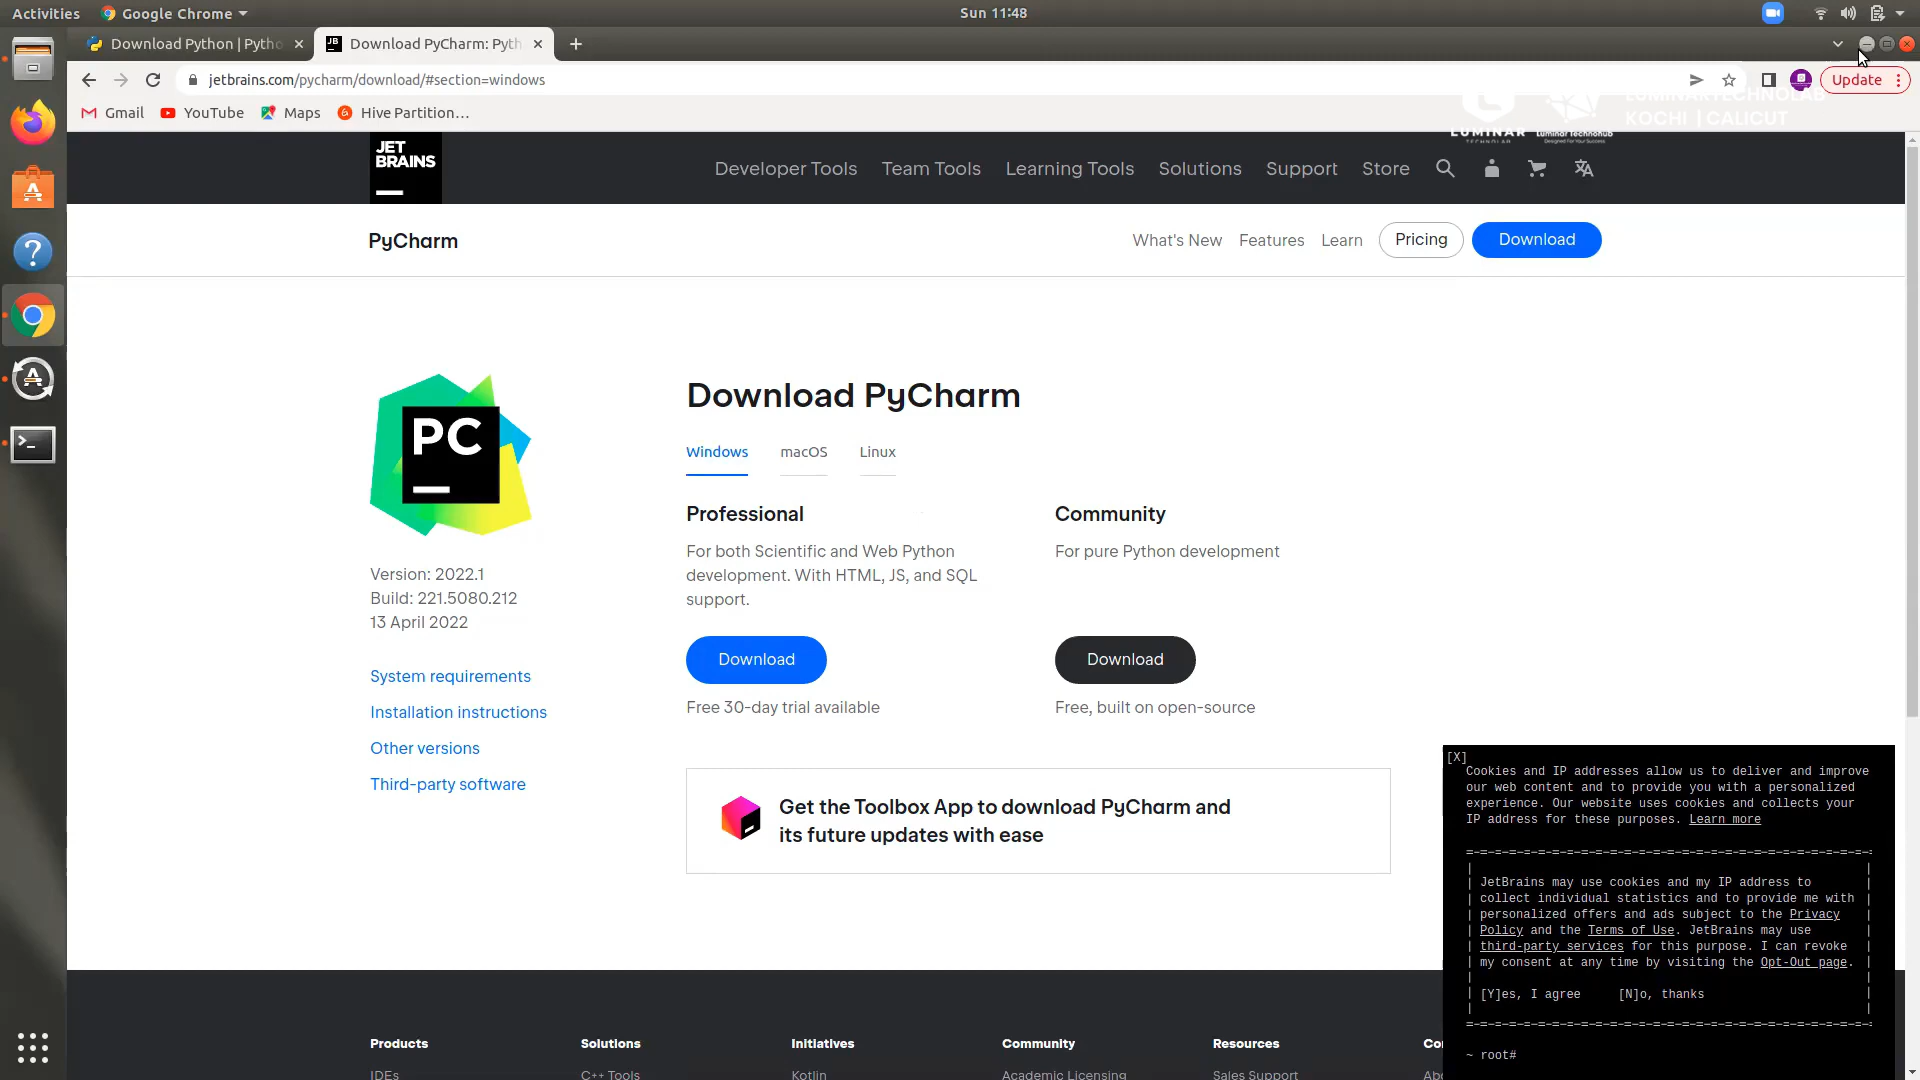 Activities
Google Chrome
Sun 11:48
Download Python | Pytho
Download PyCharm: Pyth
jetbrains.com/pycharm/download/#section=windows
Update
Gmail
YouTube
Maps
Hive Partition…
LUMINAR
TECHNOLAB
Luminar Technohub
LUMINARTECHNOLAB
KOCHI | CALICUT
JET
BRAINS
Developer Tools
Team Tools
Learning Tools
Solutions
Support
Store
PyCharm
What's New
Features
Learn
Pricing
Download
PC
Download PyCharm
Windows
macOS
Linux
Version: 2022.1
Build: 221.5080.212
13 April 2022
System requirements
Installation instructions
Other versions
Third-party software
Professional
For both Scientific and Web Python
development. With HTML, JS, and SQL
support.
Download
Free 30-day trial available
Community
For pure Python development
Download
Free, built on open-source
Get the Toolbox App to download PyCharm and
its future updates with ease
[X]
Cookies and IP addresses allow us to deliver and improve
our web content and to provide you with a personalized
experience. Our website uses cookies and collects your
IP address for these purposes. Learn more
JetBrains may use cookies and my IP address to
collect individual statistics and to provide me with
personalized offers and ads subject to the Privacy
Policy and the Terms of Use. JetBrains may use
third-party services for this purpose. I can revoke
my consent at any time by visiting the Opt-Out page.
[Y]es, I agree
[N]o, thanks
~ root#
Products
Solutions
Initiatives
Community
Resources
Co
IDEs
C++ Tools
Kotlin
Academic Licensing
Sales Support
Abo